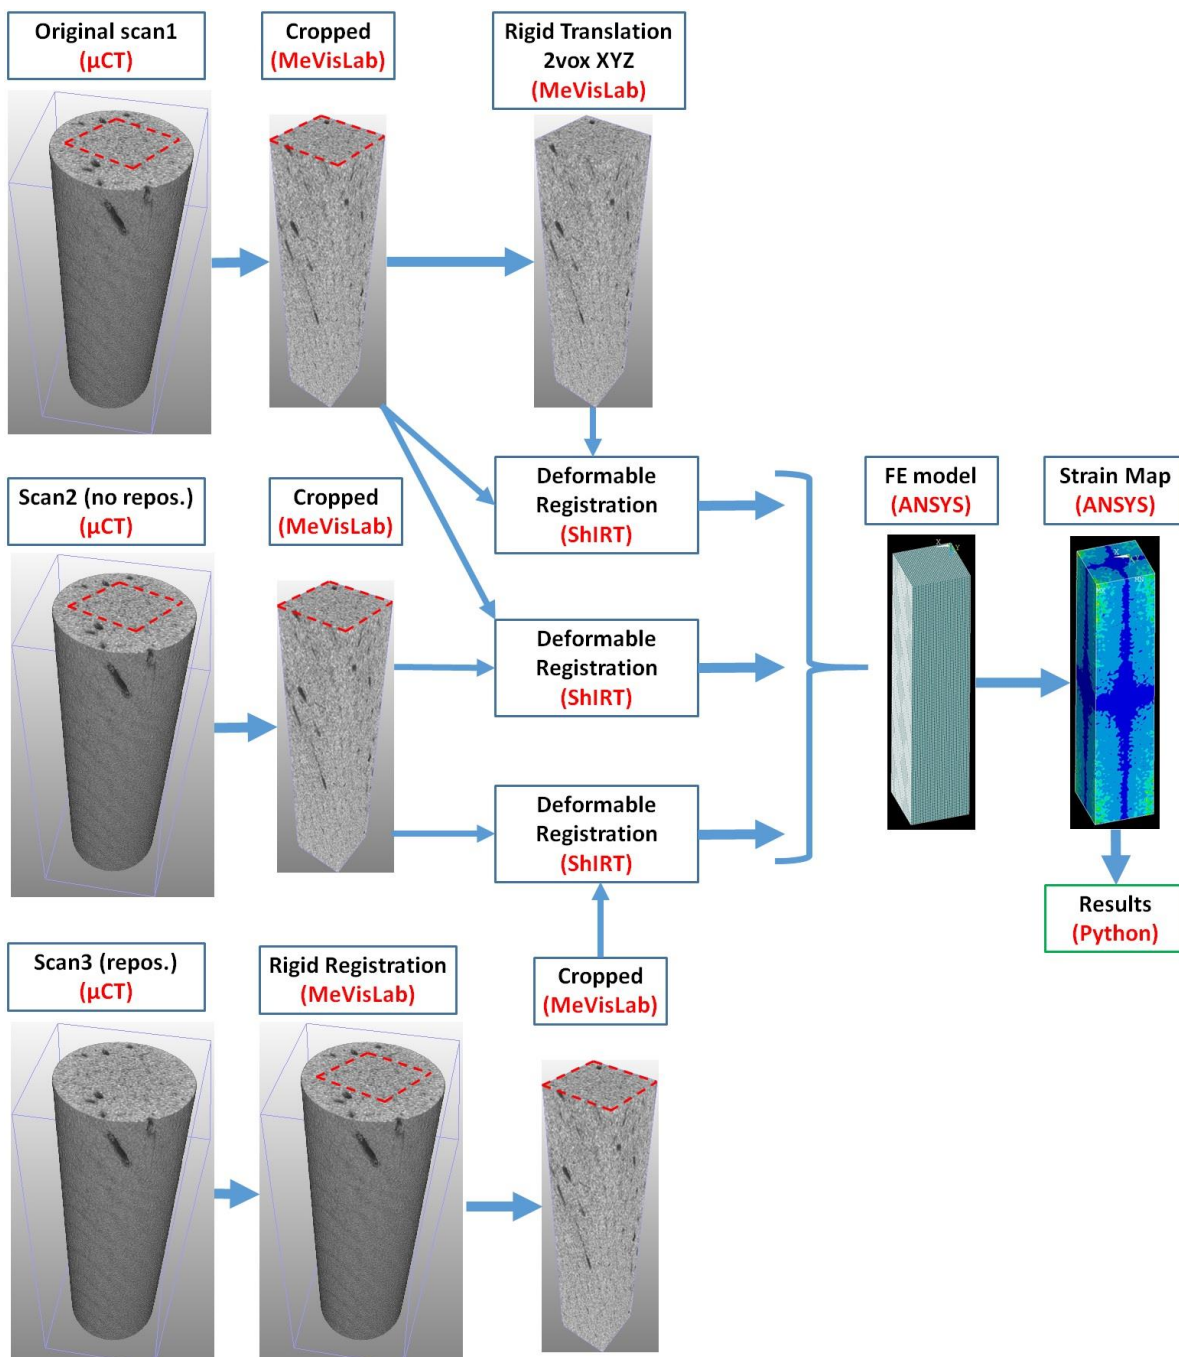 Original scan1
(µCT)
Cropped
(MeVisLab)
Rigid Translation
2vox XYZ
(MeVisLab)
Deformable
Registration
(ShIRT)
Scan2 (no repos.)
(µCT)
Cropped
(MeVisLab)
FE model
(ANSYS)
Strain Map
(ANSYS)
Deformable
Registration
(ShIRT)
Deformable
Registration
(ShIRT)
Results
(Python)
Scan3 (repos.)
(µCT)
Rigid Registration
(MeVisLab)
Cropped
(MeVisLab)